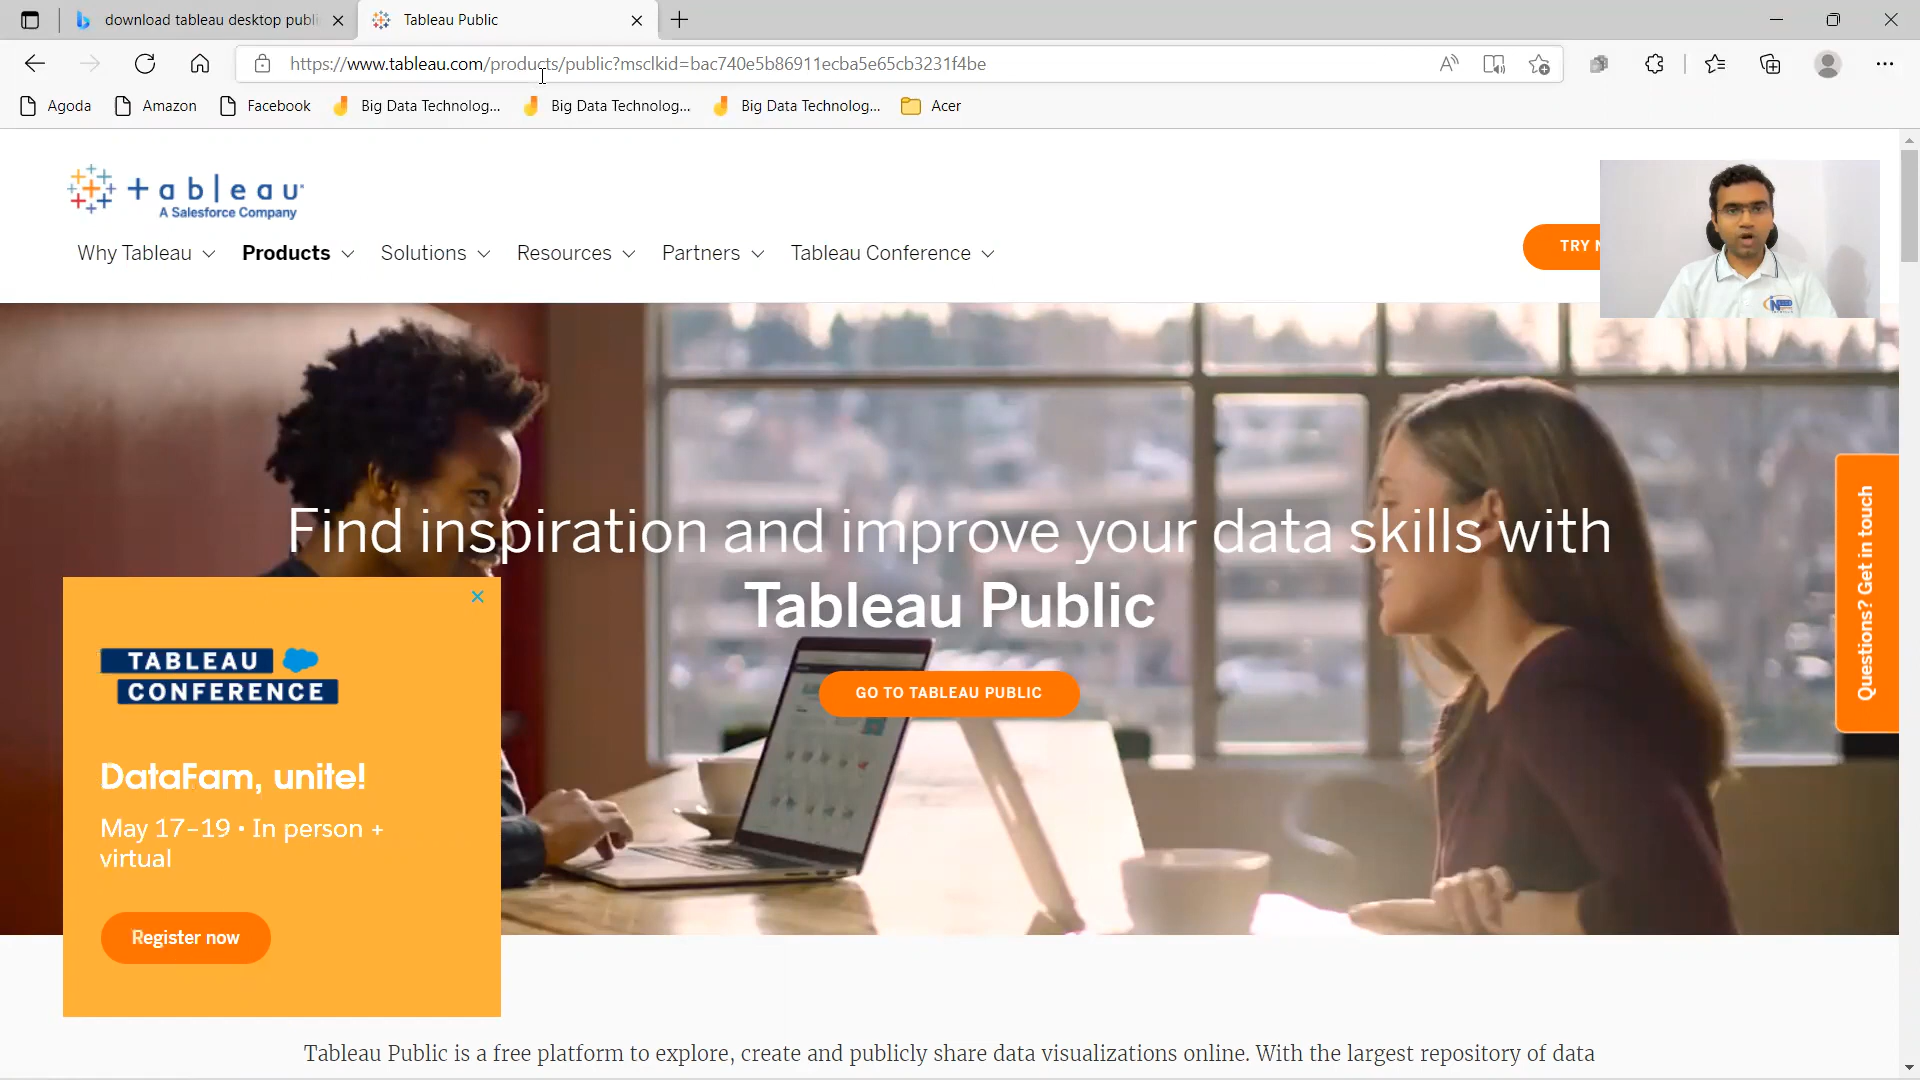 download tableau desktop publi
Tableau Public
https://www.tableau.com/products/public?msclkid=bac740e5b86911ecba5e65cb3231f4be
Agoda
Amazon
Facebook
Big Data Technolog...
Big Data Technolog...
Big Data Technolog...
Acer
+ableau
A Salesforce Company
Why Tableau
Products
Solutions
Resources
Partners
Tableau Conference
TRY N
Find inspiration and improve your data skills with
Tableau Public
GO TO TABLEAU PUBLIC
Questions? Get in touch
TABLEAU
CONFERENCE
DataFam, unite!
May 17–19 • In person +
virtual
Register now
Tableau Public is a free platform to explore, create and publicly share data visualizations online. With the largest repository of data